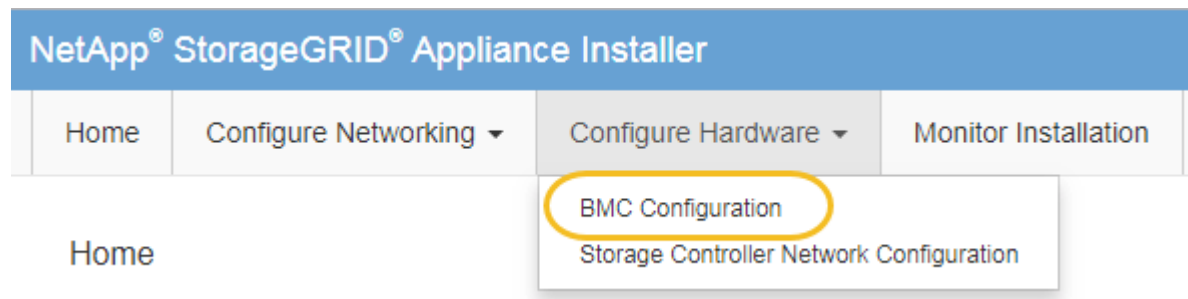 NetApp® StorageGRID® Appliance Installer
Home Configure Networking Configure Hardware Monitor Installation
BMC Configuration
Storage Controller Network Configuration
Home